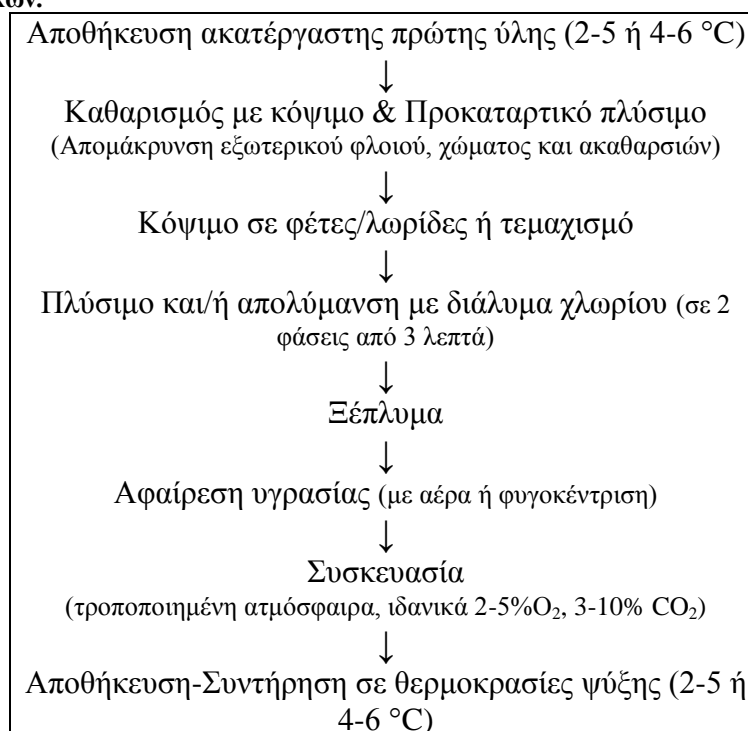 κών.
Αποθήκευση ακατέργαστης πρώτης ύλης (2-5 ή 4-6 °C)
↓
Καθαρισμός με κόψιμο & Προκαταρτικό πλύσιμο
(Απομάκρυνση εξωτερικού φλοιού, χώματος και ακαθαρσιών)
↓
Κόψιμο σε φέτες/λωρίδες ή τεμαχισμό
↓
Πλύσιμο και/ή απολύμανση με διάλυμα χλωρίου (σε 2
φάσεις από 3 λεπτά)
↓
Ξέπλυμα
↓
Αφαίρεση υγρασίας (με αέρα ή φυγοκέντριση)
↓
Συσκευασία
(τροποποιημένη ατμόσφαιρα, ιδανικά 2-5%O₂, 3-10% CO₂)
↓
Αποθήκευση-Συντήρηση σε θερμοκρασίες ψύξης (2-5 ή
4-6 °C)